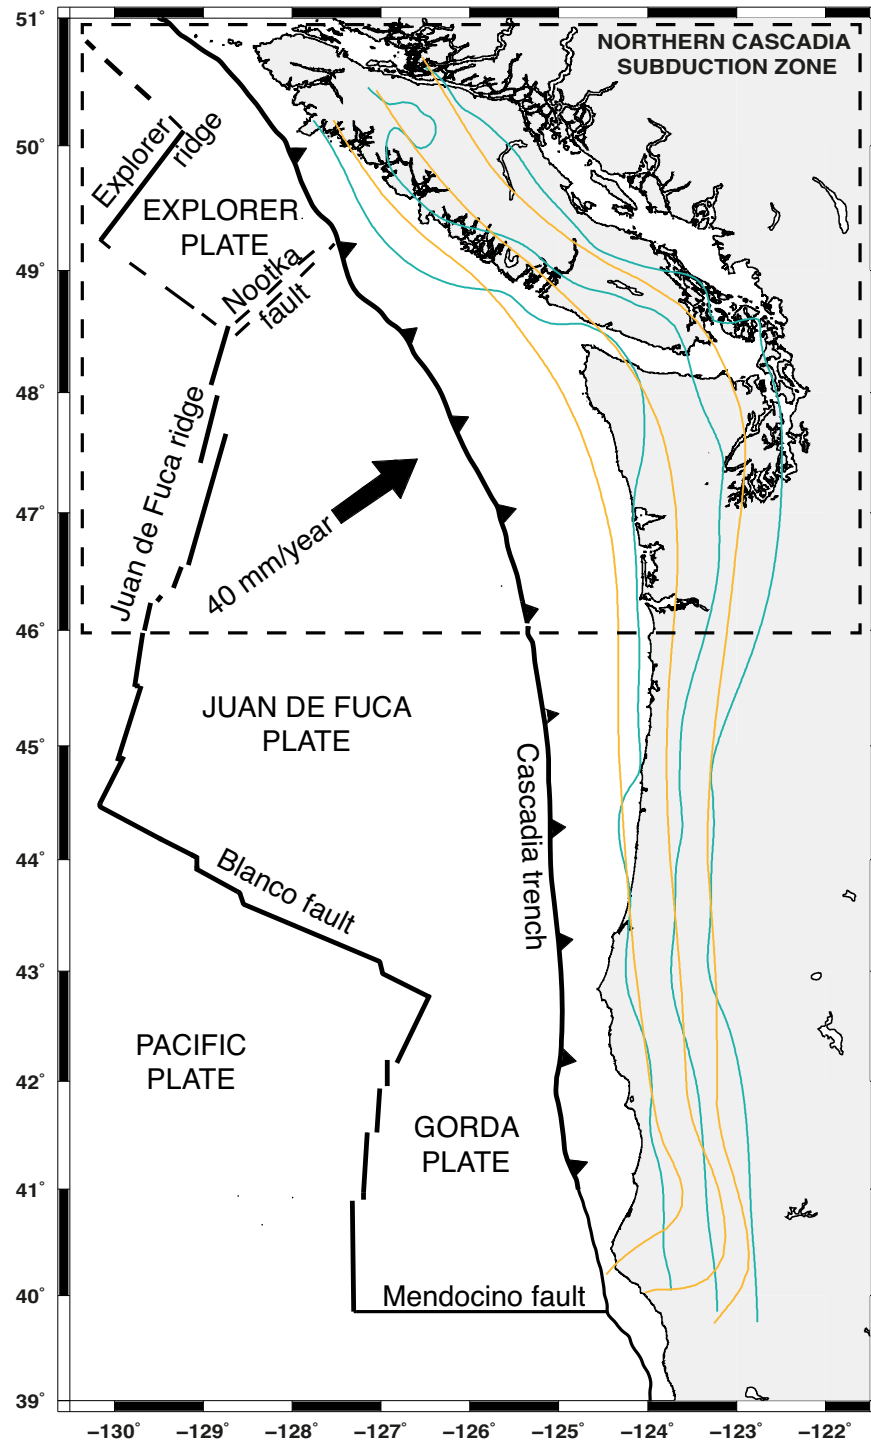 51°
NORTHERN CASCADIA
SUBDUCTION ZONE
50°
Explorer
ridge
EXPLORER
PLATE
49°
Nootka
fault
48°
Juan de Fuca ridge
47°
40 mm/year
46°
JUAN DE FUCA
PLATE
45°
Cascadia trench
44°
Blanco fault
43°
PACIFIC
PLATE
42°
GORDA
PLATE
41°
40°
Mendocino fault
39°
−130° −129° −128° −127° −126° −125° −124° −123° −122°